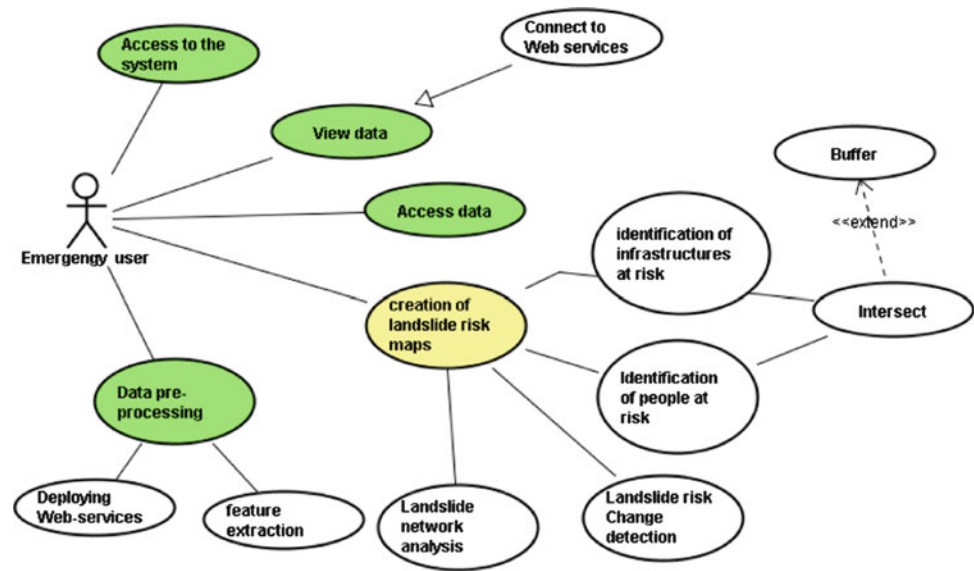 Connect to
Web services
Access to the
system
View data
Buffer
Access data
<<extend>>
identification of
infrastructures
at risk
Emergengy user
creation of
landslide risk
maps
Intersect
Identification
of people at
risk
Data pre-
processing
Deploying
Web-services
feature
extraction
Landslide
network
analysis
Landslide risk
Change
detection